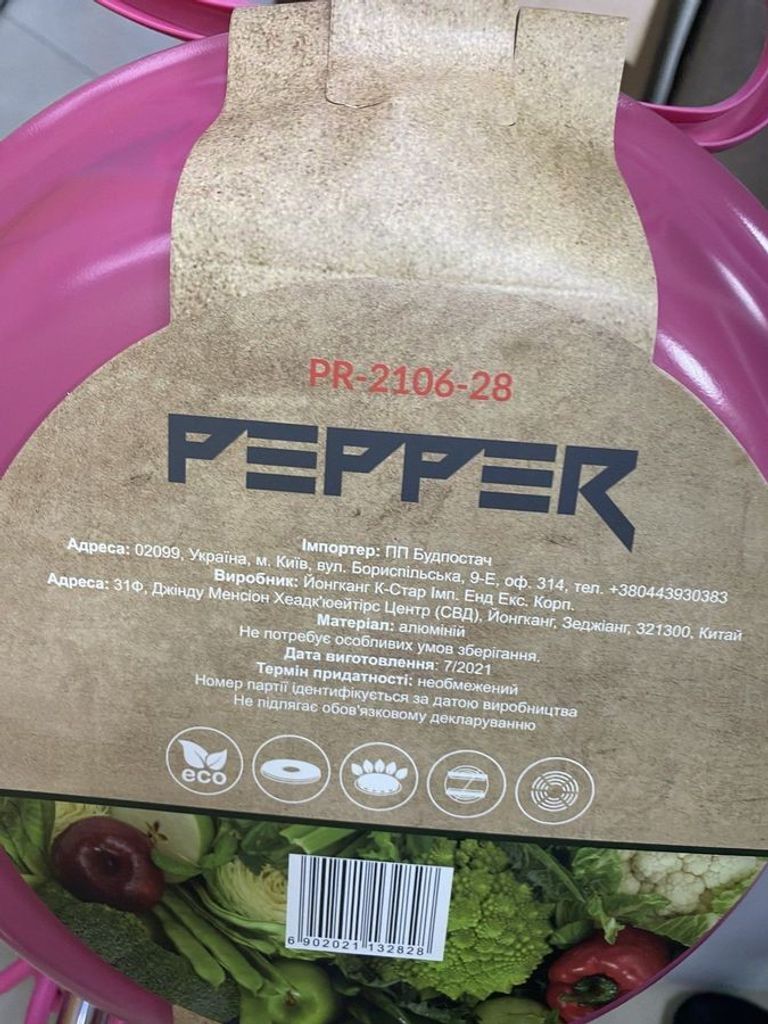 PR-2106-28
PEPPER
Імпортер: ПП Будпостач
Адреса: 02099, Україна, м. Київ, вул. Бориспільська, 9-Е, оф. 314, тел. +380443930383
Виробник: Йонгканг К-Стар Імп. Енд Екс. Корп.
Адреса: 31Ф, Джінду Менсіон Хеадк'юейтірс Центр (СВД), Йонгканг, Зеджіанг, 321300, Китай
Матеріал: алюміній
Не потребує особливих умов зберігання.
Дата виготовлення: 7/2021
Термін придатності: необмежений
Номер партії ідентифікується за датою виробництва
Не підлягає обов'язковому декларуванню
eco
6 902021 132828